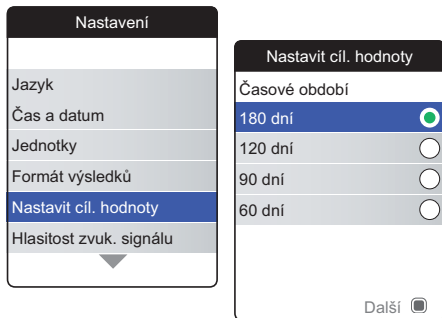 Nastavení
Jazyk
Čas a datum
Jednotky
Formát výsledků
Nastavit cíl. hodnoty
Hlasitost zvuk. signálu
Nastavit cíl. hodnoty
Časové období
180 dní
120 dní
90 dní
60 dní
Další